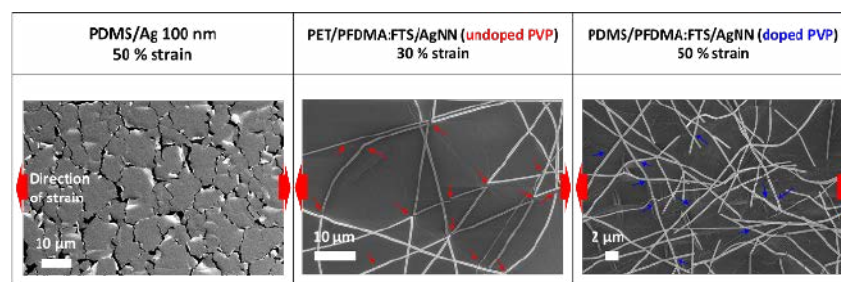 PDMS/Ag 100 nm
50 % strain
PET/PFDMA:FTS/AgNN (undoped PVP)
30 % strain
PDMS/PFDMA:FTS/AgNN (doped PVP)
50 % strain
Direction
of strain
10 μm
10 μm
2 μm